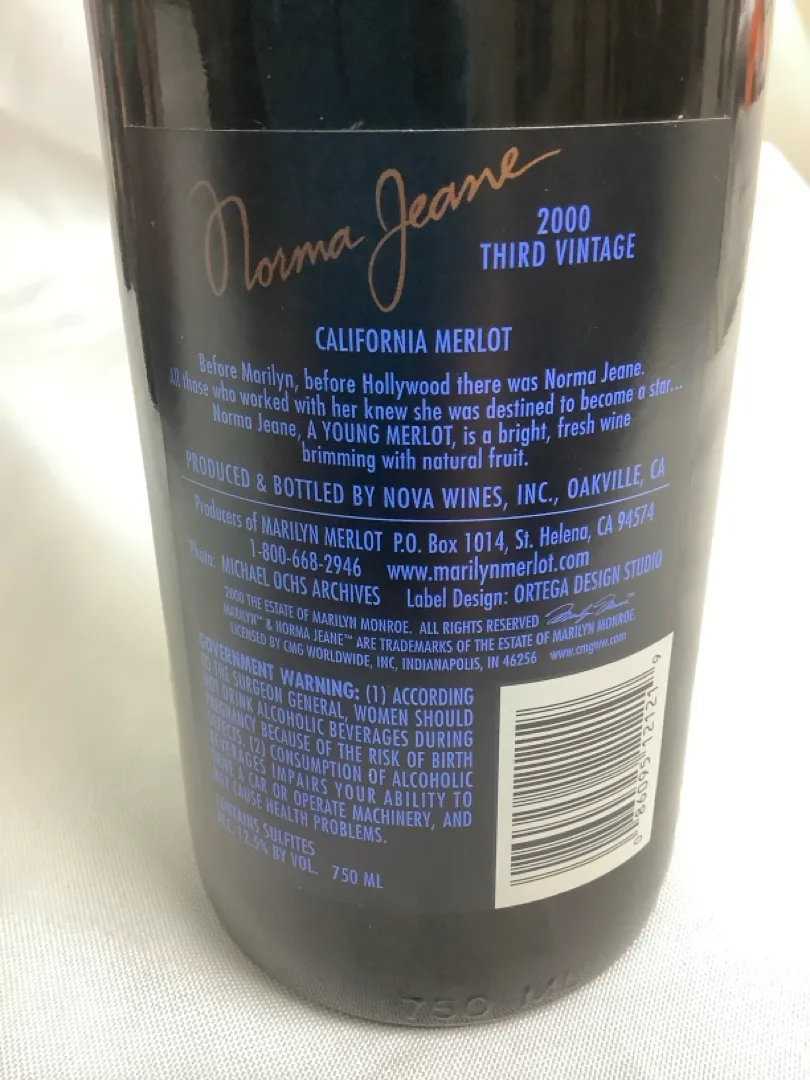 Norma Jeane
2000
THIRD VINTAGE
CALIFORNIA MERLOT
Before Marilyn, before Hollywood there was Norma Jeane.
All those who worked with her knew she was destined to become a star...
Norma Jeane, A YOUNG MERLOT, is a bright, fresh wine
brimming with natural fruit.
PRODUCED & BOTTLED BY NOVA WINES, INC., OAKVILLE, CA
Producers of MARILYN MERLOT P.O. Box 1014, St. Helena, CA 94574
1-800-668-2946 www.marilynmerlot.com
Photo: MICHAEL OCHS ARCHIVES Label Design: ORTEGA DESIGN STUDIO
2000 THE ESTATE OF MARILYN MONROE. ALL RIGHTS RESERVED Marilyn Monroe™
MARILYN™ & NORMA JEANE™ ARE TRADEMARKS OF THE ESTATE OF MARILYN MONROE.
LICENSED BY CMG WORLDWIDE, INC, INDIANAPOLIS, IN 46256 www.cmgww.com
GOVERNMENT WARNING: (1) ACCORDING
TO THE SURGEON GENERAL, WOMEN SHOULD
NOT DRINK ALCOHOLIC BEVERAGES DURING
PREGNANCY BECAUSE OF THE RISK OF BIRTH
DEFECTS. (2) CONSUMPTION OF ALCOHOLIC
BEVERAGES IMPAIRS YOUR ABILITY TO
DRIVE A CAR OR OPERATE MACHINERY, AND
MAY CAUSE HEALTH PROBLEMS.
CONTAINS SULFITES
ALC. 12.5% BY VOL. 750 ML
0 86095 12121 9
750 ML